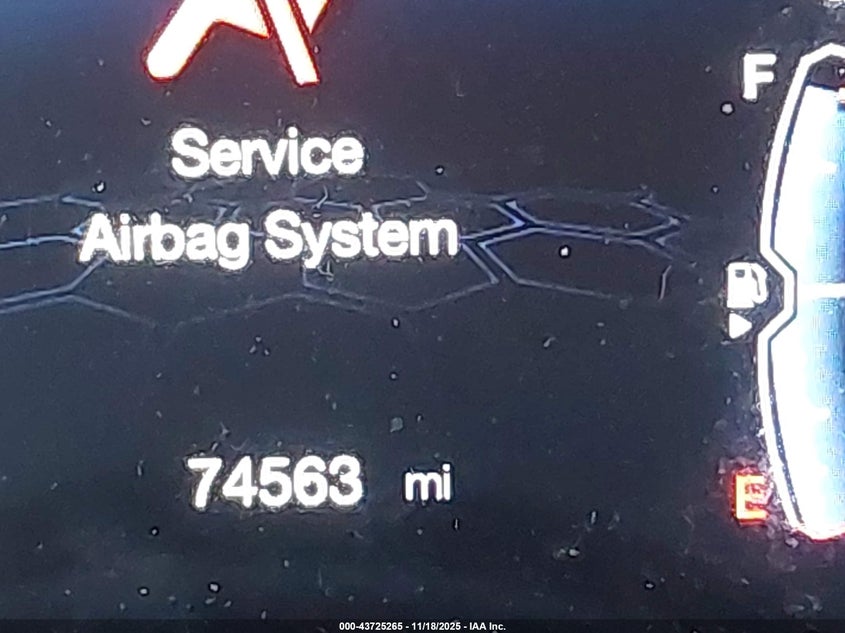 F
Service
Airbag System
74563 mi
E
000-43725265 - 11/18/2025 - IAA Inc.